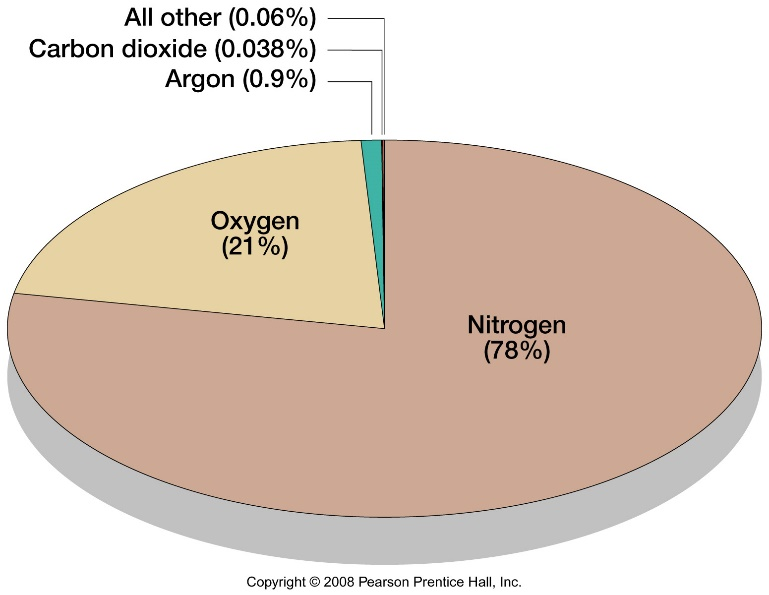 All other (0.06%)
Carbon dioxide (0.038%)
Argon (0.9%)
Oxygen
(21%)
Nitrogen
(78%)
Copyright © 2008 Pearson Prentice Hall, Inc.